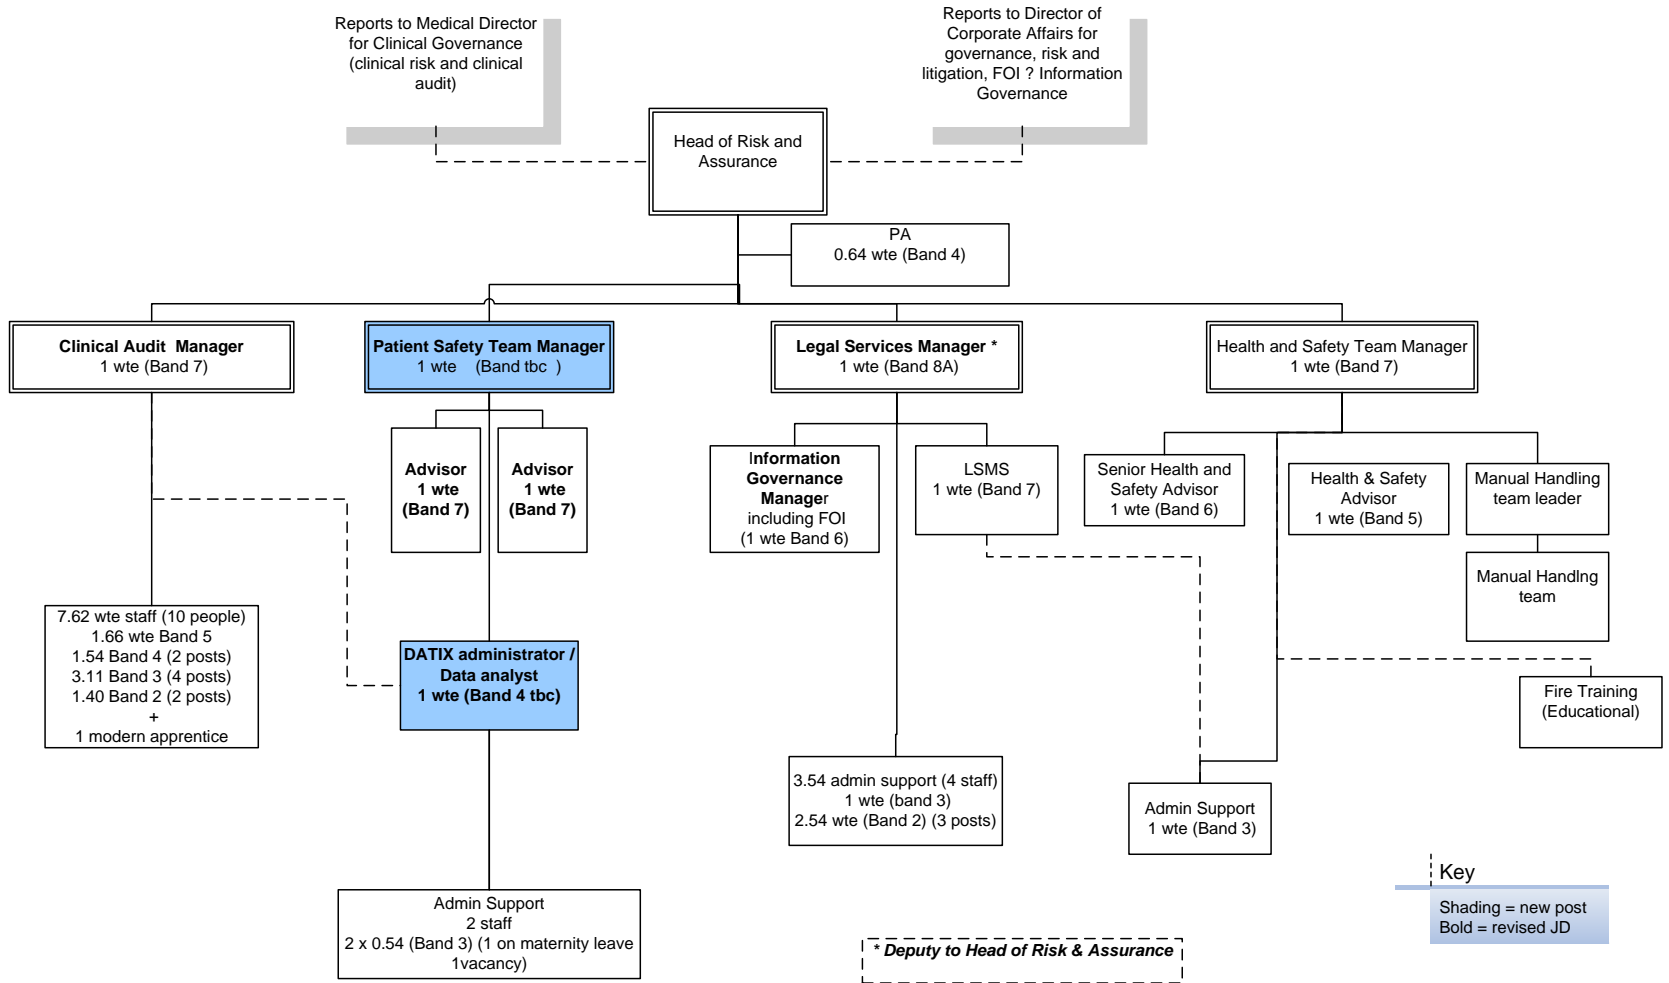 Reports to Medical Director
for Clinical Governance
(clinical risk and clinical
audit)
Reports to Director of
Corporate Affairs for
governance, risk and
litigation, FOI ? Information
Governance
Head of Risk and
Assurance
PA
0.64 wte (Band 4)
Clinical Audit  Manager
1 wte (Band 7)
Patient Safety Team Manager
1 wte    (Band tbc  )
Legal Services Manager *
1 wte (Band 8A)
Health and Safety Team Manager
1 wte (Band 7)
Advisor
1 wte
(Band 7)
Advisor
1 wte
(Band 7)
Information
Governance
Manager
including FOI
(1 wte Band 6)
LSMS
1 wte (Band 7)
Senior Health and
Safety Advisor
1 wte (Band 6)
Health & Safety
Advisor
1 wte (Band 5)
Manual Handling
team leader
Manual Handlng
team
7.62 wte staff (10 people)
1.66 wte Band 5
1.54 Band 4 (2 posts)
3.11 Band 3 (4 posts)
1.40 Band 2 (2 posts)
+
1 modern apprentice
DATIX administrator /
Data analyst
1 wte (Band 4 tbc)
Fire Training
(Educational)
3.54 admin support (4 staff)
1 wte (band 3)
2.54 wte (Band 2) (3 posts)
Admin Support
1 wte (Band 3)
Admin Support
2 staff
2 x 0.54 (Band 3) (1 on maternity leave
1vacancy)
* Deputy to Head of Risk & Assurance
Key
Shading = new post
Bold = revised JD